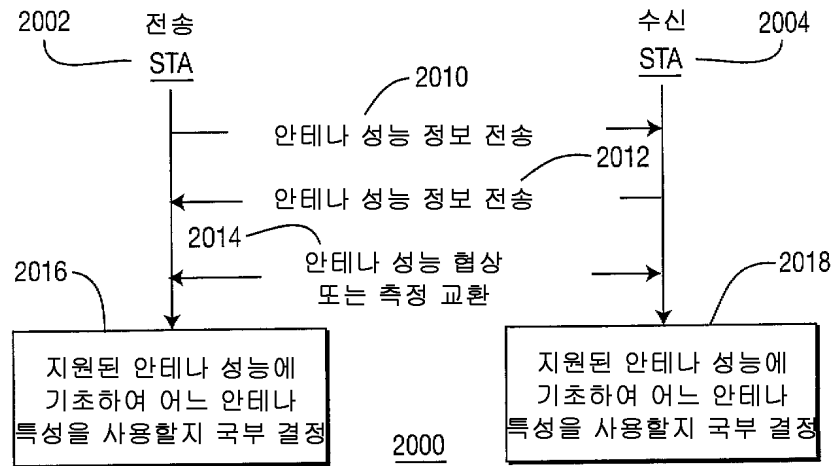 2002
전송
STA
수신
STA
2004
2010
안테나 성능 정보 전송
2012
안테나 성능 정보 전송
2014
안테나 성능 협상
또는 측정 교환
2016
2018
지원된 안테나 성능에
기초하여 어느 안테나
특성을 사용할지 국부 결정
지원된 안테나 성능에
기초하여 어느 안테나
특성을 사용할지 국부 결정
2000